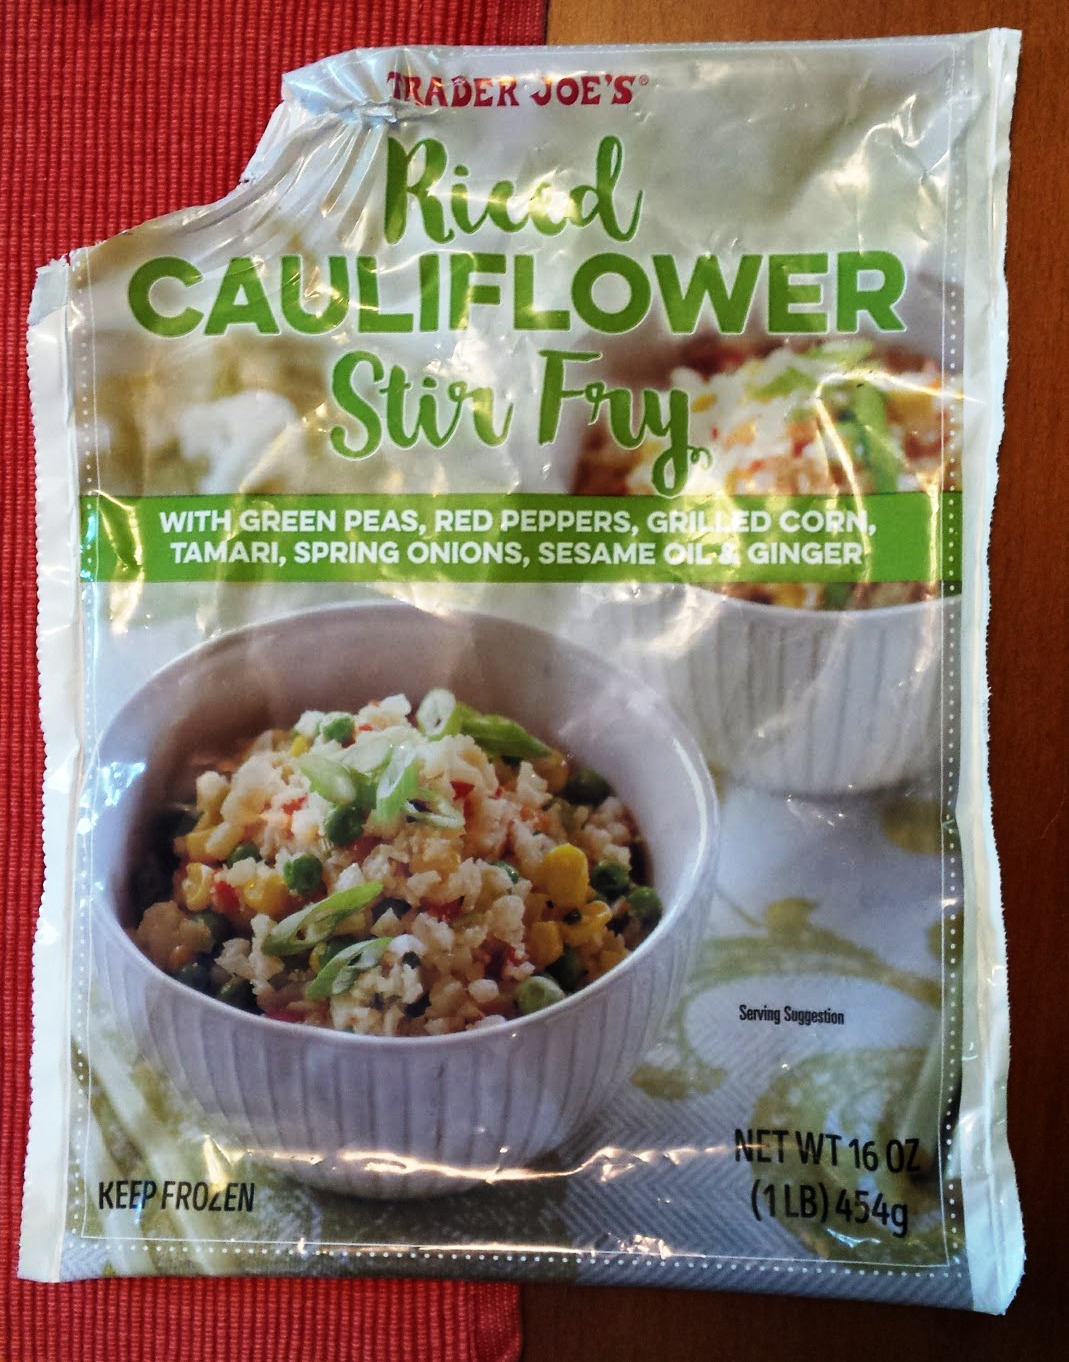 TRADER JOE'S®
Riced
CAULIFLOWER
Stir Fry
WITH GREEN PEAS, RED PEPPERS, GRILLED CORN,
TAMARI, SPRING ONIONS, SESAME OIL & GINGER
Serving Suggestion
NET WT 16 OZ
KEEP FROZEN
(1 LB) 454g